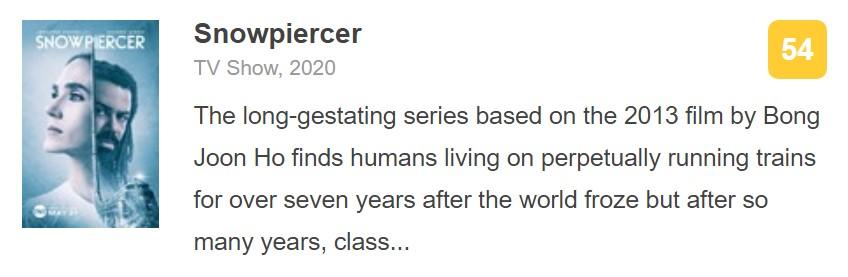 SNOWPIERCER
Snowpiercer
54
TV Show, 2020
The long-gestating series based on the 2013 film by Bong
Joon Ho finds humans living on perpetually running trains
for over seven years after the world froze but after so
many years, class...